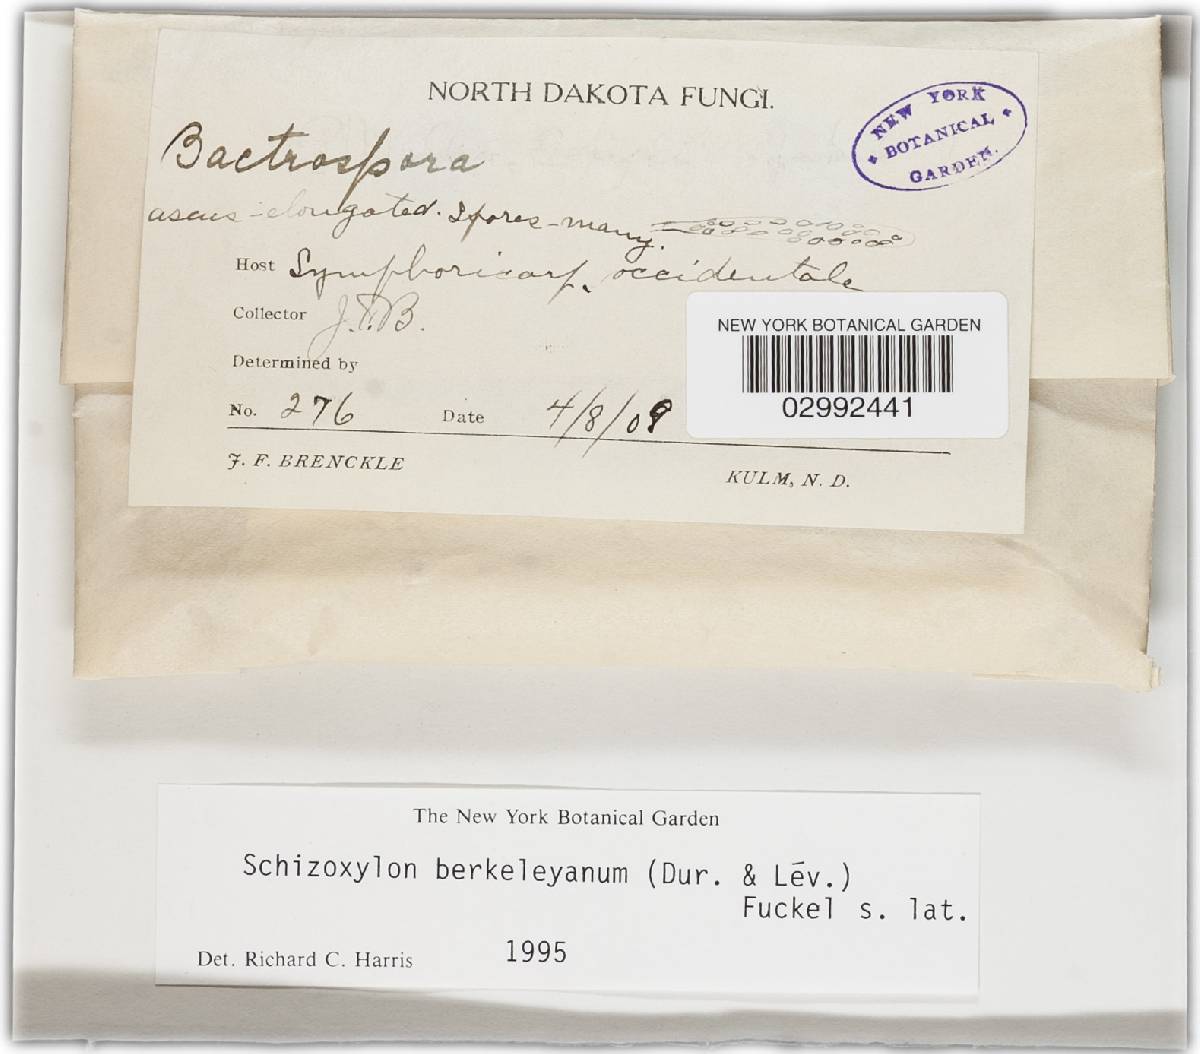 NORTH DAKOTA FUNGI.
NEW YORK
BOTANICAL
GARDEN.
Bactrospora
ascus-elongated. Spores-many.
Host Symphoricarp. occidentale
Collector J.F.B.
NEW YORK BOTANICAL GARDEN
02992441
Determined by
No. 276 Date 4/8/09
J. F. BRENCKLE KULM, N. D.
The New York Botanical Garden
Schizoxylon berkeleyanum (Dur. & Lév.)
Fuckel s. lat.
Det. Richard C. Harris 1995